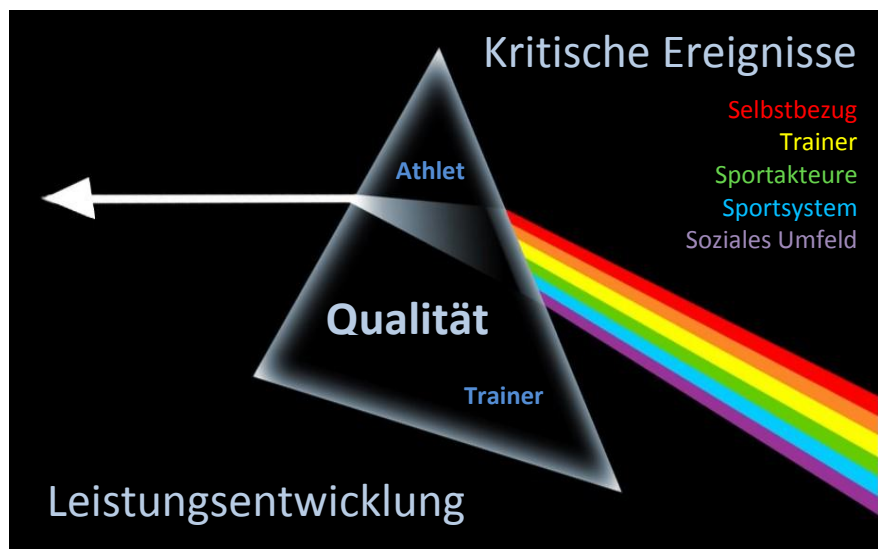 Kritische Ereignisse
Selbstbezug
Trainer
Sportakteure
Sportsystem
Soziales Umfeld
Athlet
Qualität
Trainer
Leistungsentwicklung